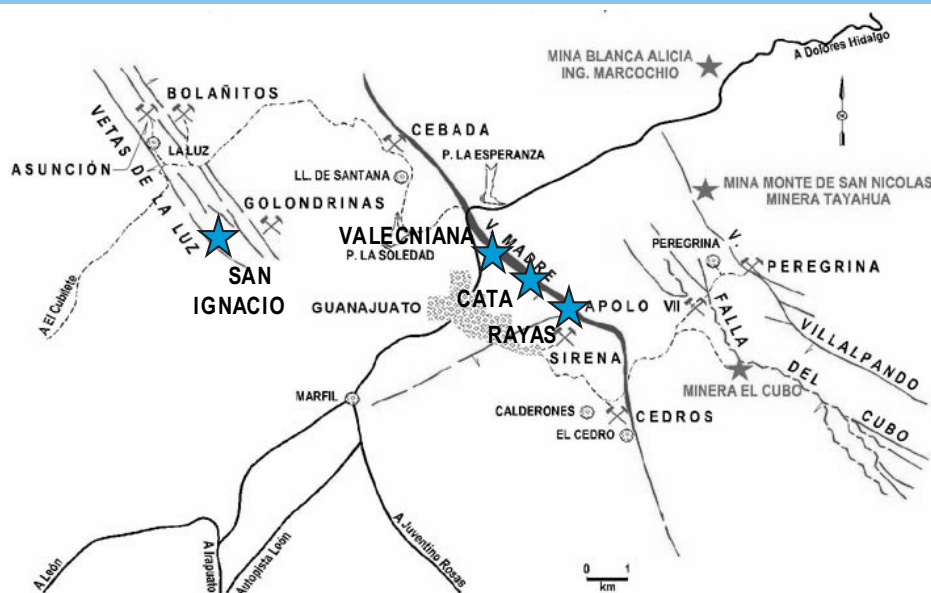 A Dolores Hidalgo
MINA BLANCA ALICIA
ING. MARCOCHIO
BOLAÑITOS
VETAS DE LA LUZ
LA LUZ
ASUNCIÓN
CEBADA
P. LA ESPERANZA
LL. DE SANTANA
MINA MONTE DE SAN NICOLAS
MINERA TAYAHUA
GOLONDRINAS
VALECNIANA
P. LA SOLEDAD
V. MADRE
SAN
IGNACIO
A El Cubilete
GUANAJUATO
CATA
RAYAS
APOLO VII
SIRENA
PEREGRINA
V.
PEREGRINA
VILLALPANDO
FALLA
DEL
CUBO
MINERA EL CUBO
MARFIL
CALDERONES
CEDROS
EL CEDRO
A León
A Irapuato
Autopista León
A Juventino Rosas
0 1
km